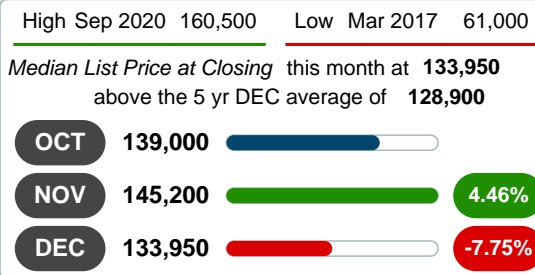 High Sep 2020 160,500 Low Mar 2017 61,000
Median List Price at Closing this month at 133,950
above the 5 yr DEC average of 128,900
OCT 139,000
NOV 145,200 4.46%
DEC 133,950 -7.75%